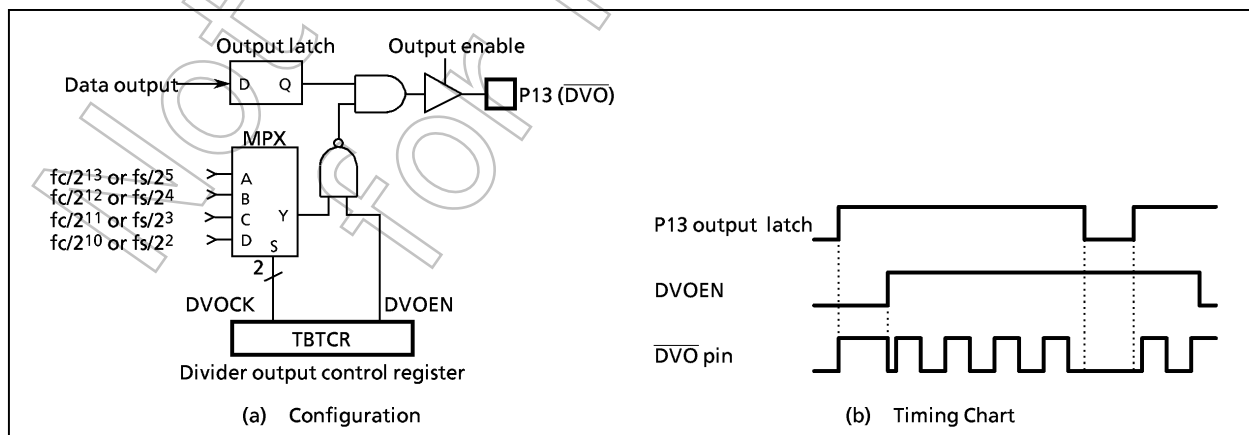 Not for
Output latch
Output enable
Data output
D Q
P13 (DVO)
MPX
fc/2^13 or fs/2^5
fc/2^12 or fs/2^4
fc/2^11 or fs/2^3
fc/2^10 or fs/2^2
A
B
C
D
Y
S
2
DVOCK
DVOEN
TBTCR
Divider output control register
(a) Configuration
P13 output latch
DVOEN
DVO pin
(b) Timing Chart